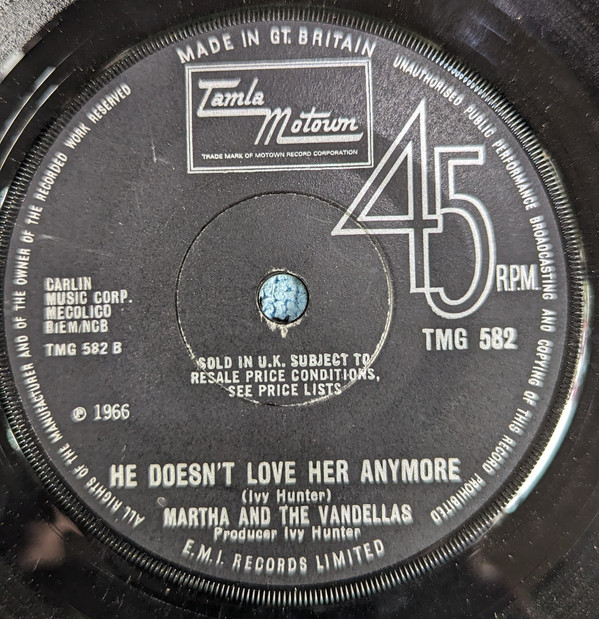 MADE IN GT. BRITAIN
Tamla
Motown
TRADE MARK OF MOTOWN RECORD CORPORATION
UNAUTHORISED PUBLIC PERFORMANCE BROADCASTING AND COPYING OF THIS RECORD PROHIBITED
ALL RIGHTS OF THE MANUFACTURER AND OF THE OWNER OF THE RECORDED WORK RESERVED
45
R.P.M.
CARLIN
MUSIC CORP.
MECOLICO
BIEM/NCB
TMG 582 B
TMG 582
SOLD IN U.K. SUBJECT TO
RESALE PRICE CONDITIONS,
SEE PRICE LISTS
℗ 1966
HE DOESN'T LOVE HER ANYMORE
(Ivy Hunter)
MARTHA AND THE VANDELLAS
Producer Ivy Hunter
E.M.I. RECORDS LIMITED